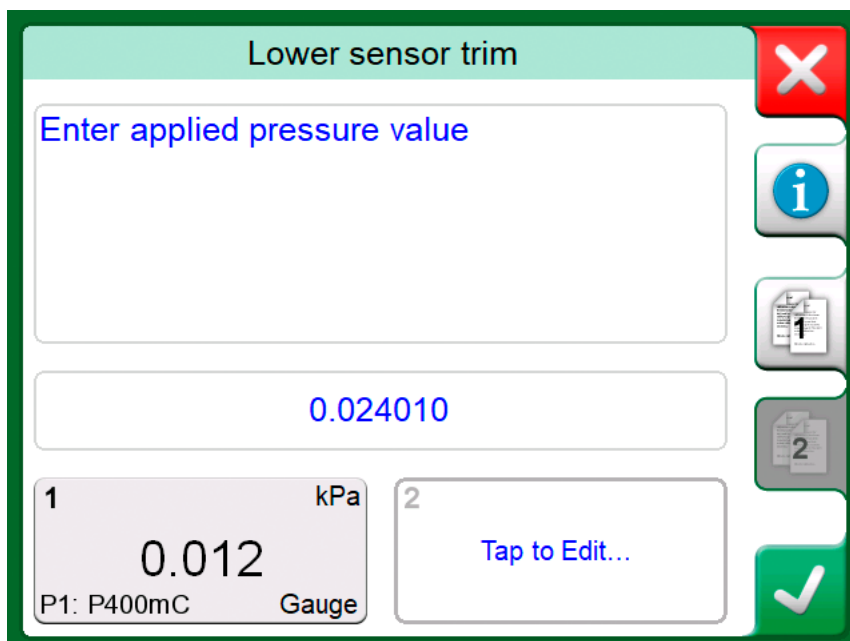 Lower sensor trim
Enter applied pressure value
0.024010
1 kPa
0.012
P1: P400mC Gauge
2
Tap to Edit...
i
1
2